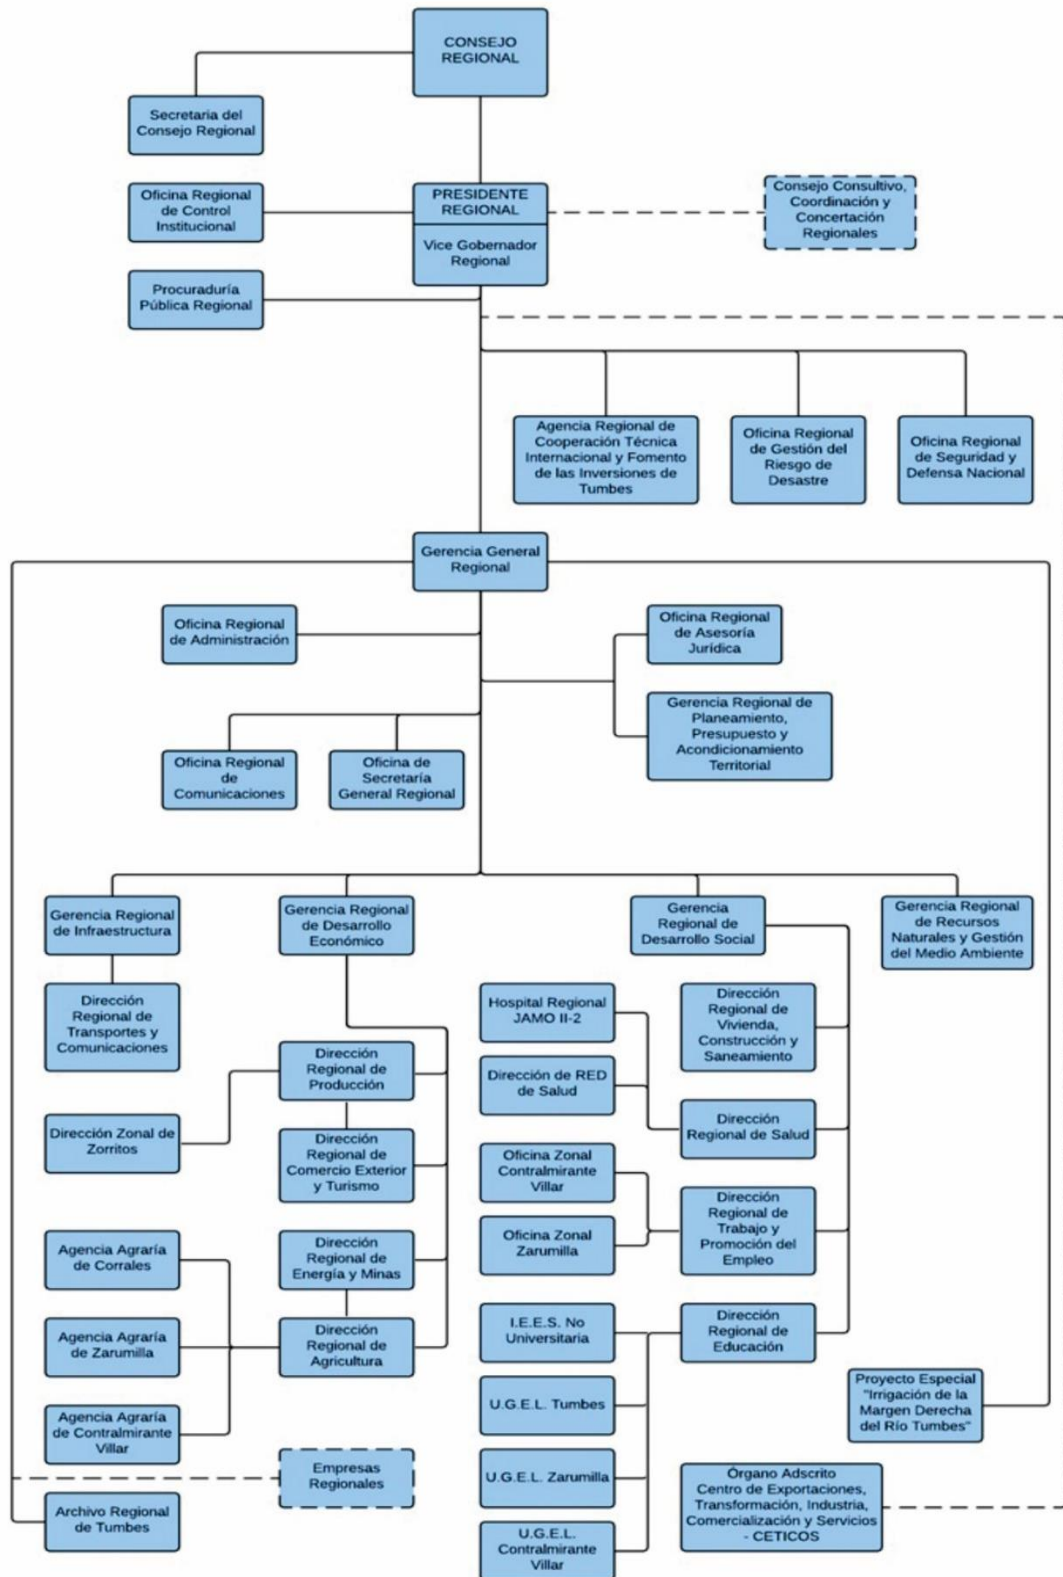 CONSEJO
REGIONAL
Secretaria del
Consejo Regional
Oficina Regional
de Control
Institucional
PRESIDENTE
REGIONAL
Vice Gobernador
Regional
Consejo Consultivo,
Coordinación y
Concertación
Regionales
Procuraduría
Pública Regional
Agencia Regional de
Cooperación Técnica
Internacional y Fomento
de las Inversiones de
Tumbes
Oficina Regional
de Gestión del
Riesgo de
Desastre
Oficina Regional
de Seguridad y
Defensa Nacional
Gerencia General
Regional
Oficina Regional
de Administración
Oficina Regional
de Asesoría
Jurídica
Gerencia Regional de
Planeamiento,
Presupuesto y
Acondicionamiento
Territorial
Oficina Regional
de
Comunicaciones
Oficina de
Secretaría
General Regional
Gerencia Regional
de Infraestructura
Gerencia Regional
de Desarrollo
Económico
Gerencia
Regional de
Desarrollo Social
Gerencia Regional
de Recursos
Naturales y Gestión
del Medio Ambiente
Dirección
Regional de
Transportes y
Comunicaciones
Hospital Regional
JAMO II-2
Dirección
Regional de
Vivienda,
Construcción y
Saneamiento
Dirección
Regional de
Producción
Dirección de RED
de Salud
Dirección Zonal de
Zorritos
Dirección
Regional de
Comercio Exterior
y Turismo
Dirección
Regional de Salud
Oficina Zonal
Contralmirante
Villar
Dirección
Regional de
Trabajo y
Promoción del
Empleo
Oficina Zonal
Zarumilla
Agencia Agraría
de Corrales
Dirección
Regional de
Energía y Minas
Agencia Agraría
de Zarumilla
Dirección
Regional de
Agricultura
I.E.E.S. No
Universitaria
Dirección
Regional de
Educación
U.G.E.L. Tumbes
Proyecto Especial
"Irrigación de la
Margen Derecha
del Río Tumbes"
Agencia Agraría
de Contralmirante
Villar
Empresas
Regionales
U.G.E.L. Zarumilla
Órgano Adscrito
Centro de Exportaciones,
Transformación, Industria,
Comercialización y Servicios
- CETICOS
Archivo Regional
de Tumbes
U.G.E.L.
Contralmirante
Villar